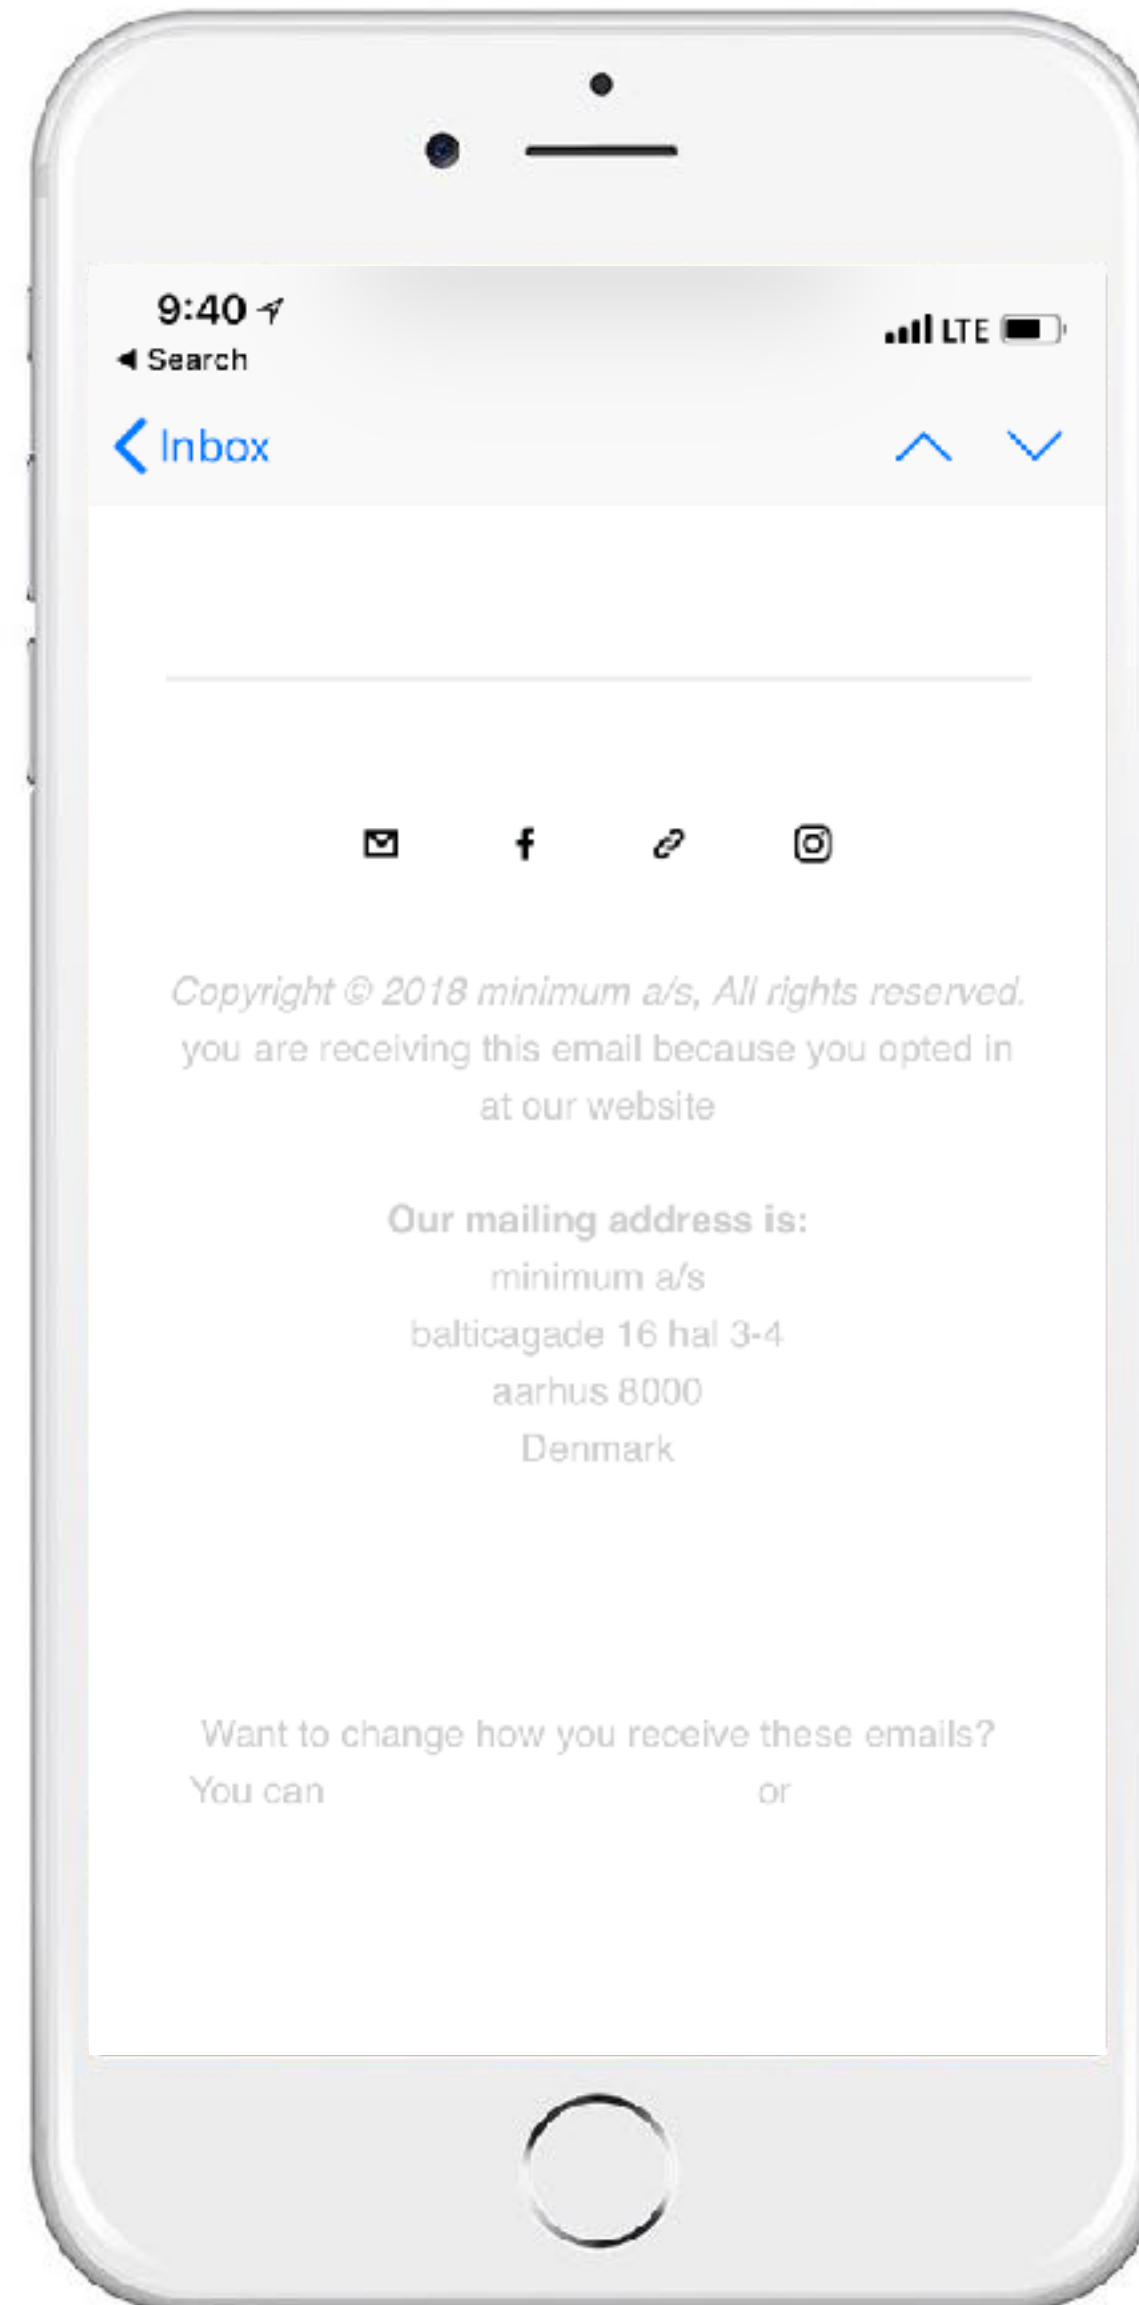 9:40
LTE
Search
Inbox
Copyright © 2018 minimum a/s, All rights reserved.
you are receiving this email because you opted in
at our website
Our mailing address is:
minimum a/s
balticagade 16 hal 3-4
aarhus 8000
Denmark
Want to change how you receive these emails?
You can or